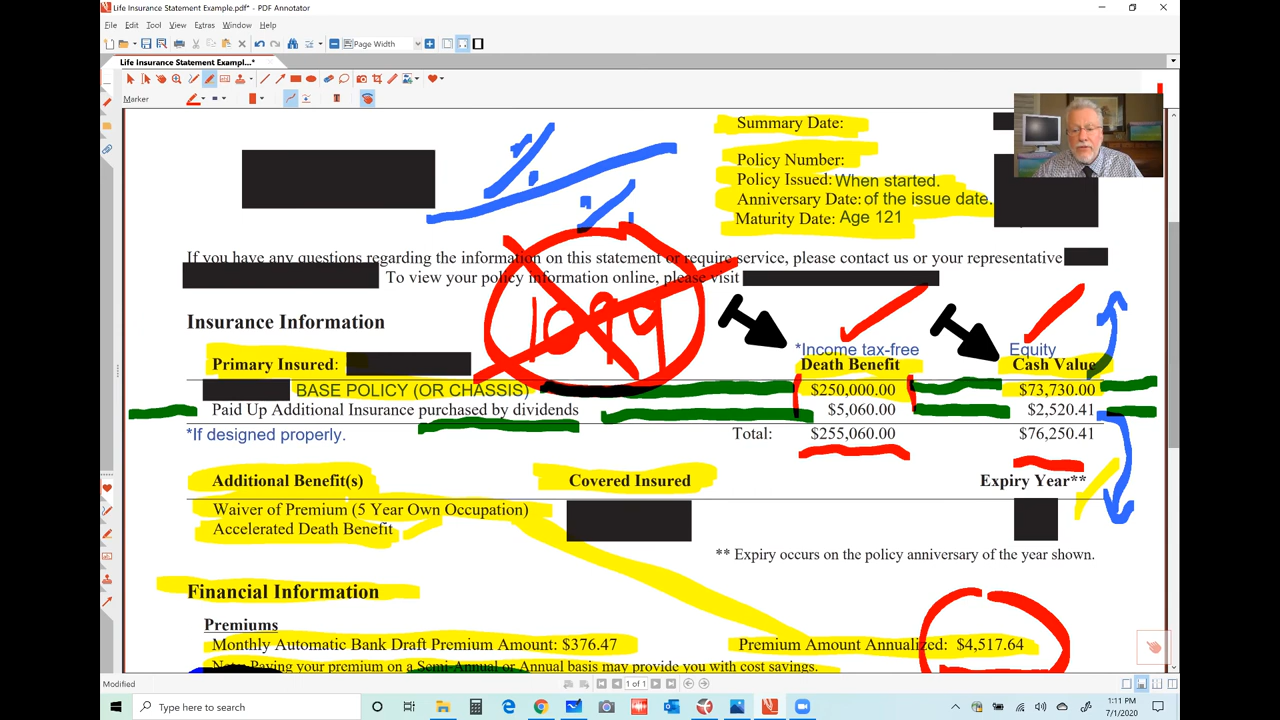 Life Insurance Statement Example.pdf* - PDF Annotator
File Edit Tool View Extras Window Help
Page Width
Life Insurance Statement Exampl...*
Marker
Summary Date:
Policy Number:
Policy Issued: When started.
Anniversary Date: of the issue date.
Maturity Date: Age 121
If you have any questions regarding the information on this statement or require service, please contact us or your representative
To view your policy information online, please visit
1099
Insurance Information
*Income tax-free Equity
Primary Insured: Death Benefit Cash Value
BASE POLICY (OR CHASSIS) $250,000.00 $73,730.00
Paid Up Additional Insurance purchased by dividends $5,060.00 $2,520.41
*If designed properly. Total: $255,060.00 $76,250.41
Additional Benefit(s) Covered Insured Expiry Year**
Waiver of Premium (5 Year Own Occupation)
Accelerated Death Benefit
** Expiry occurs on the policy anniversary of the year shown.
Financial Information
Premiums
Monthly Automatic Bank Draft Premium Amount: $376.47 Premium Amount Annualized: $4,517.64
Note: Paying your premium on a Semi-Annual or Annual basis may provide you with cost savings.
Modified 1 of 1
Type here to search 1:11 PM
7/1/2020